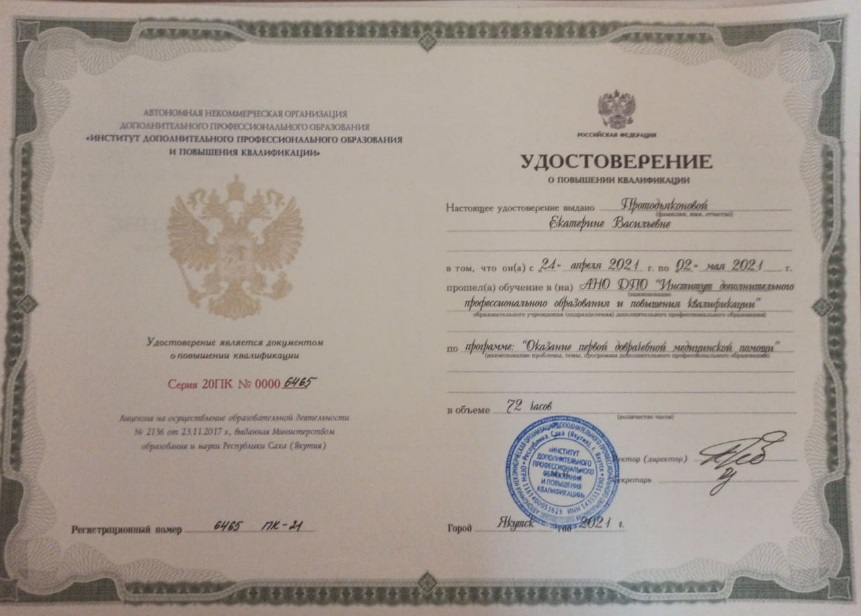 АВТОНОМНАЯ НЕКОММЕРЧЕСКАЯ ОРГАНИЗАЦИЯ
ДОПОЛНИТЕЛЬНОГО ПРОФЕССИОНАЛЬНОГО ОБРАЗОВАНИЯ
«ИНСТИТУТ ДОПОЛНИТЕЛЬНОГО ПРОФЕССИОНАЛЬНОГО ОБРАЗОВАНИЯ
И ПОВЫШЕНИЯ КВАЛИФИКАЦИИ»
Удостоверение является документом
о повышении квалификации
Серия 20ПК № 0000 6465
Лицензия на осуществление образовательной деятельности
№ 2136 от 23.11.2017 г., выданная Министерством
образования и науки Республики Саха (Якутия)
Регистрационный номер 6465 ПК-21
РОССИЙСКАЯ ФЕДЕРАЦИЯ
УДОСТОВЕРЕНИЕ
О ПОВЫШЕНИИ КВАЛИФИКАЦИИ
Настоящее удостоверение выдано Протодьяконовой
(фамилия, имя, отчество)
Екатерине Васильевне
в том, что он(а) с 21- апреля 2021 г. по 02- мая 2021 г.
прошел(а) обучение в (на) АНО ДПО "Институт дополнительного
(наименование
профессионального образования и повышения квалификации"
образовательного учреждения (подразделения) дополнительного профессионального образования)
по программе: "Оказание первой доврачебной медицинской помощи"
(наименование проблемы, темы, программы дополнительного профессионального образования)
в объеме 72 часов
(количество часов)
ИНСТИТУТ
ДОПОЛНИТЕЛЬНОГО
ПРОФЕССИОНАЛЬНОГО
ОБРАЗОВАНИЯ
И ПОВЫШЕНИЯ
КВАЛИФИКАЦИИ
Республика Саха (Якутия) г. Якутск
ректор (директор)
секретарь
Город Якутск год 2021 г.